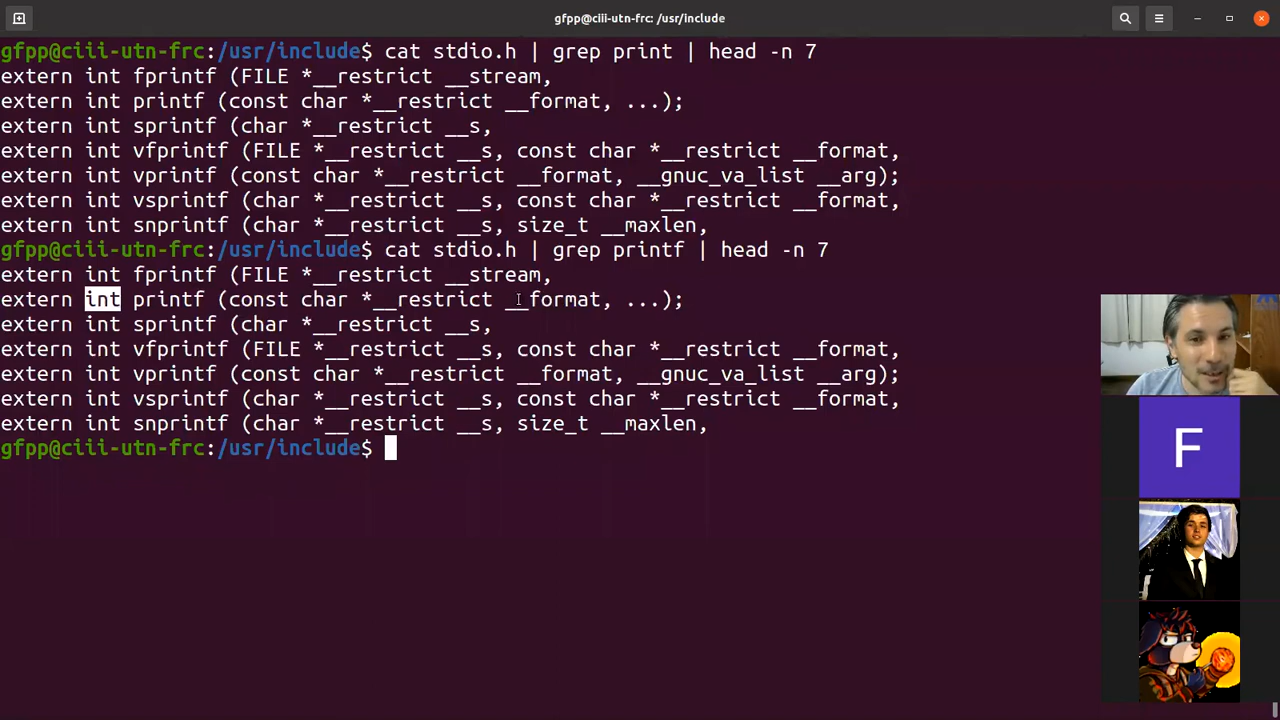 gfpp@ciii-utn-frc: /usr/include
gfpp@ciii-utn-frc:/usr/include$ cat stdio.h | grep print | head -n 7
extern int fprintf (FILE *__restrict __stream,
extern int printf (const char *__restrict __format, ...);
extern int sprintf (char *__restrict __s,
extern int vfprintf (FILE *__restrict __s, const char *__restrict __format,
extern int vprintf (const char *__restrict __format, __gnuc_va_list __arg);
extern int vsprintf (char *__restrict __s, const char *__restrict __format,
extern int snprintf (char *__restrict __s, size_t __maxlen,
gfpp@ciii-utn-frc:/usr/include$ cat stdio.h | grep printf | head -n 7
extern int fprintf (FILE *__restrict __stream,
extern int printf (const char *__restrict __format, ...);
extern int sprintf (char *__restrict __s,
extern int vfprintf (FILE *__restrict __s, const char *__restrict __format,
extern int vprintf (const char *__restrict __format, __gnuc_va_list __arg);
extern int vsprintf (char *__restrict __s, const char *__restrict __format,
extern int snprintf (char *__restrict __s, size_t __maxlen,
gfpp@ciii-utn-frc:/usr/include$
F